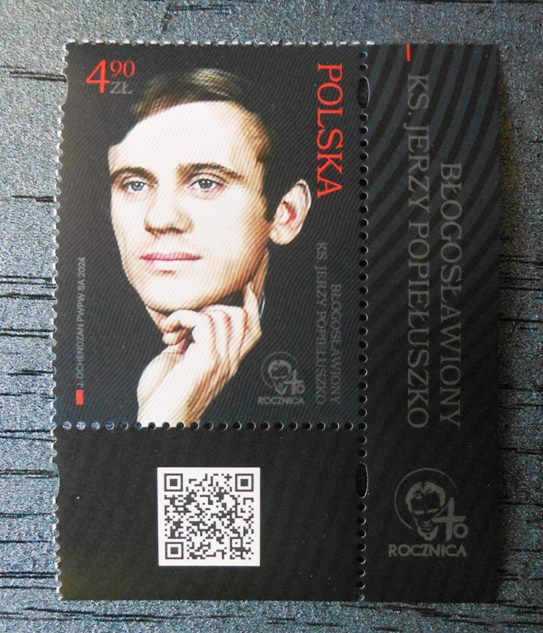 4,90
ZŁ
POLSKA
BŁOGOSŁAWIONY
KS. JERZY POPIEŁUSZKO
40
ROCZNICA
J. OCHENDZAN PWPW SA 2024
BŁOGOSŁAWIONY
KS. JERZY POPIEŁUSZKO
40
ROCZNICA